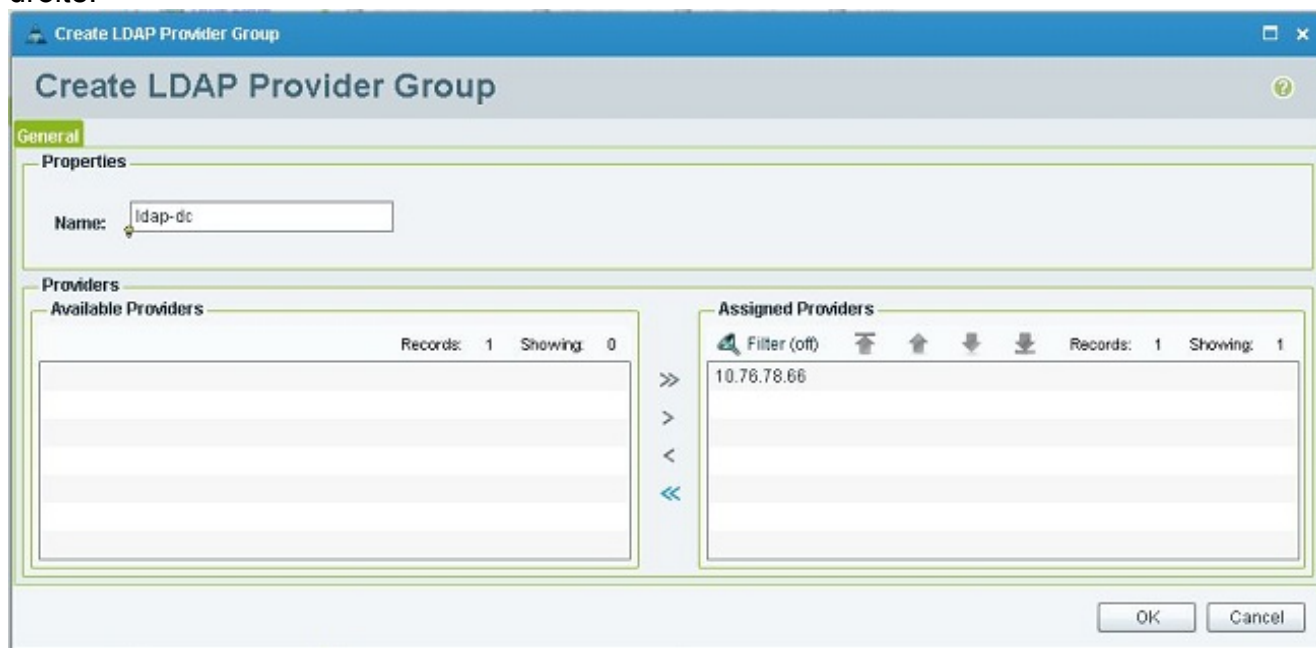 droite.
Create LDAP Provider Group
Create LDAP Provider Group
General
Properties
Name: ldap-dc
Providers
Available Providers
Records: 1 Showing: 0
Assigned Providers
Filter (off) Records: 1 Showing: 1
10.76.78.66
>>
>
<
<<
OK Cancel